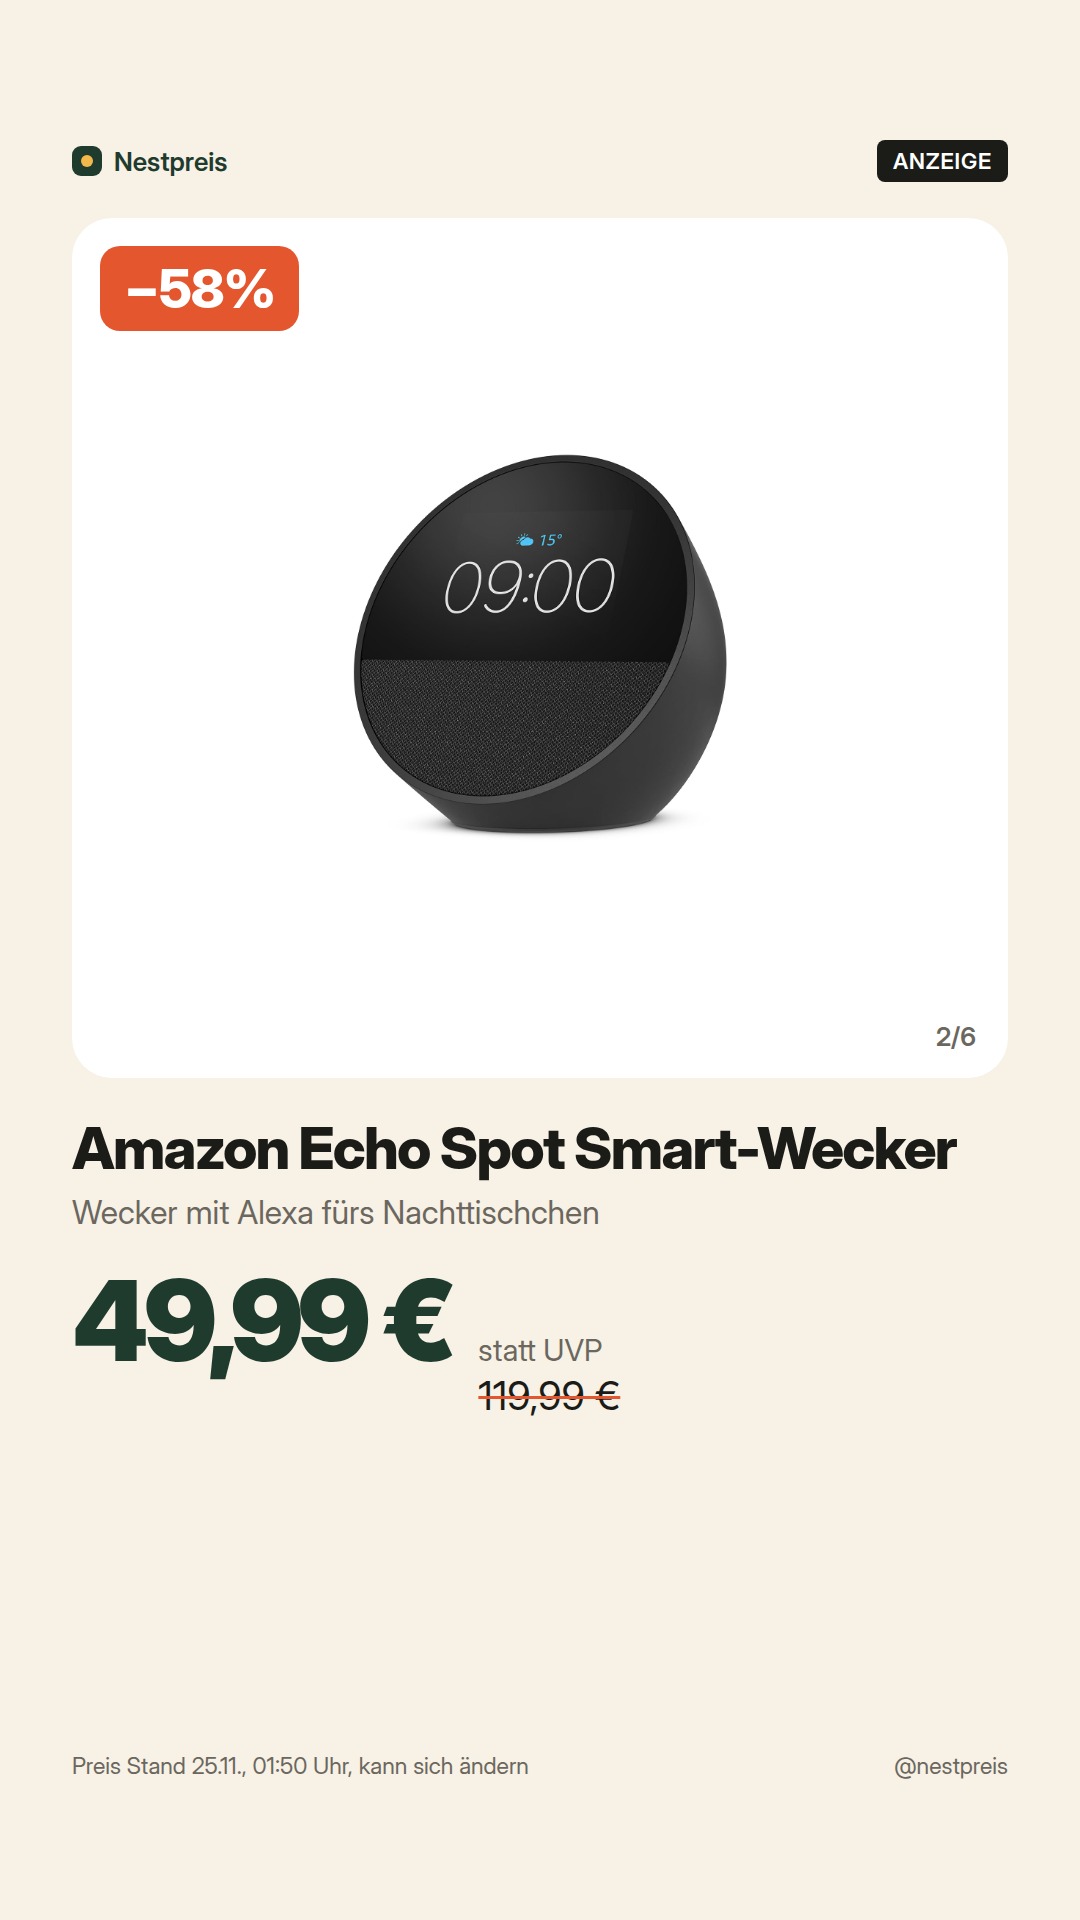 Nestpreis
ANZEIGE
–58%
15°
09:00
2/6
Amazon Echo Spot Smart-Wecker
Wecker mit Alexa fürs Nachttischchen
49,99 €
statt UVP
119,99 €
Preis Stand 25.11., 01:50 Uhr, kann sich ändern
@nestpreis